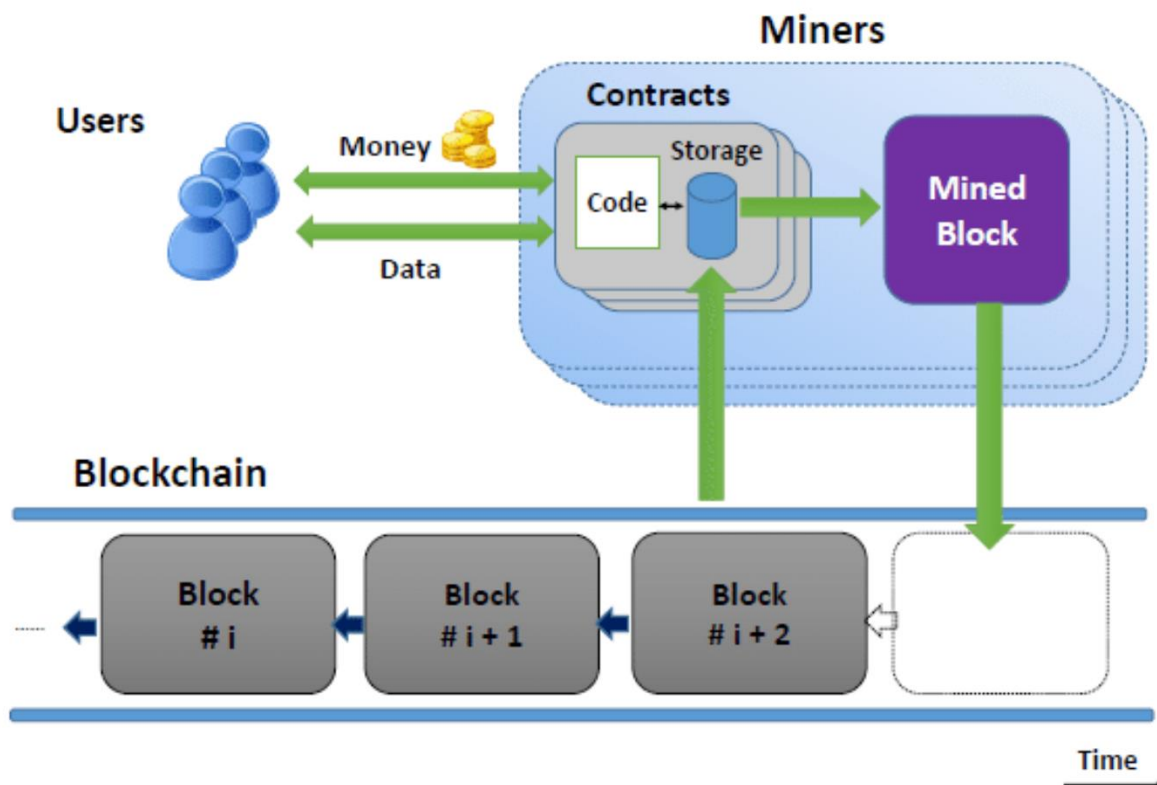 Miners
Contracts
Users
Money
Storage
Code
Mined
Block
Data
Blockchain
Block
# i
Block
# i + 1
Block
# i + 2
Time